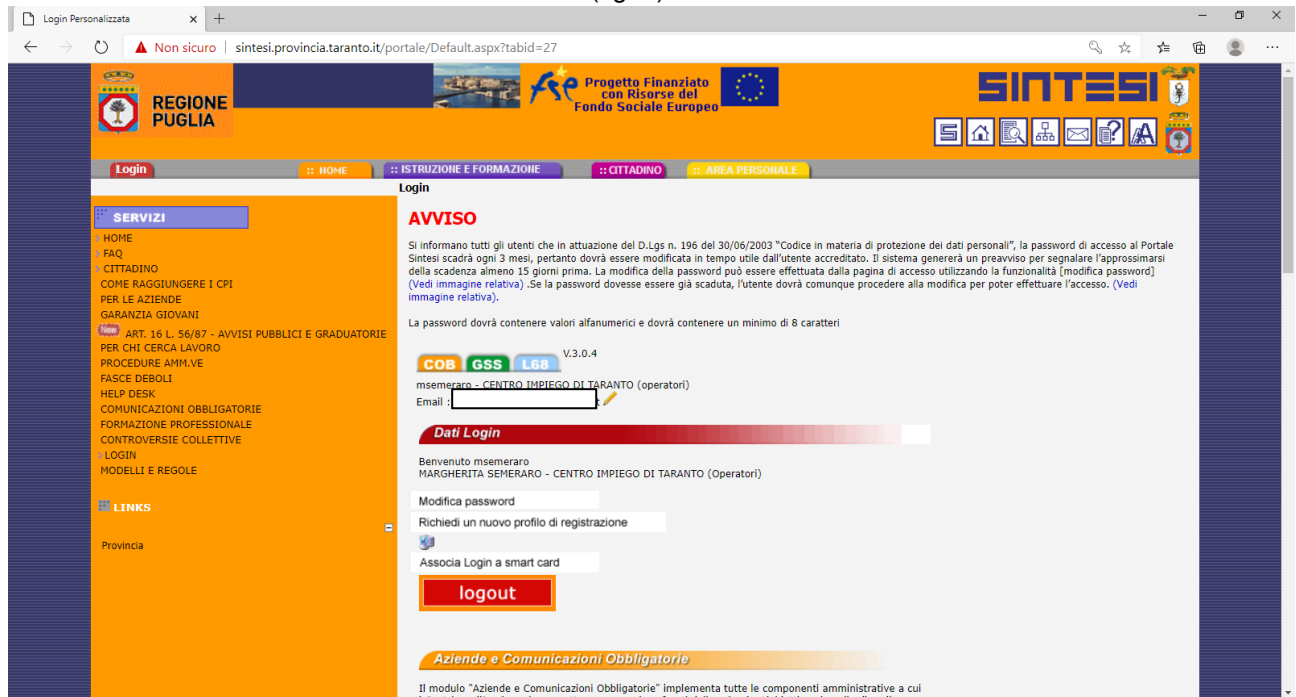 Login Personalizzata
Non sicuro | sintesi.provincia.taranto.it/portale/Default.aspx?tabid=27
REGIONE
PUGLIA
fse
Progetto Finanziato
con Risorse del
Fondo Sociale Europeo
SINTESI
Login
:: HOME
:: ISTRUZIONE E FORMAZIONE
:: CITTADINO
:: AREA PERSONALE
Login
SERVIZI
HOME
FAQ
CITTADINO
COME RAGGIUNGERE I CPI
PER LE AZIENDE
GARANZIA GIOVANI
New ART. 16 L. 56/87 - AVVISI PUBBLICI E GRADUATORIE
PER CHI CERCA LAVORO
PROCEDURE AMM.VE
FASCE DEBOLI
HELP DESK
COMUNICAZIONI OBBLIGATORIE
FORMAZIONE PROFESSIONALE
CONTROVERSIE COLLETTIVE
LOGIN
MODELLI E REGOLE
LINKS
Provincia
AVVISO
Si informano tutti gli utenti che in attuazione del D.Lgs n. 196 del 30/06/2003 “Codice in materia di protezione dei dati personali”, la password di accesso al Portale
Sintesi scadrà ogni 3 mesi, pertanto dovrà essere modificata in tempo utile dall'utente accreditato. Il sistema genererà un preavviso per segnalare l'approssimarsi
della scadenza almeno 15 giorni prima. La modifica della password può essere effettuata dalla pagina di accesso utilizzando la funzionalità [modifica password]
(Vedi immagine relativa) .Se la password dovesse essere già scaduta, l'utente dovrà comunque procedere alla modifica per poter effettuare l'accesso. (Vedi
immagine relativa).
La password dovrà contenere valori alfanumerici e dovrà contenere un minimo di 8 caratteri
COB GSS L68 V.3.0.4
msemeraro - CENTRO IMPIEGO DI TARANTO (operatori)
Email :
Dati Login
Benvenuto msemeraro
MARGHERITA SEMERARO - CENTRO IMPIEGO DI TARANTO (Operatori)
Modifica password
Richiedi un nuovo profilo di registrazione
Associa Login a smart card
logout
Aziende e Comunicazioni Obbligatorie
Il modulo "Aziende e Comunicazioni Obbligatorie" implementa tutte le componenti amministrative a cui